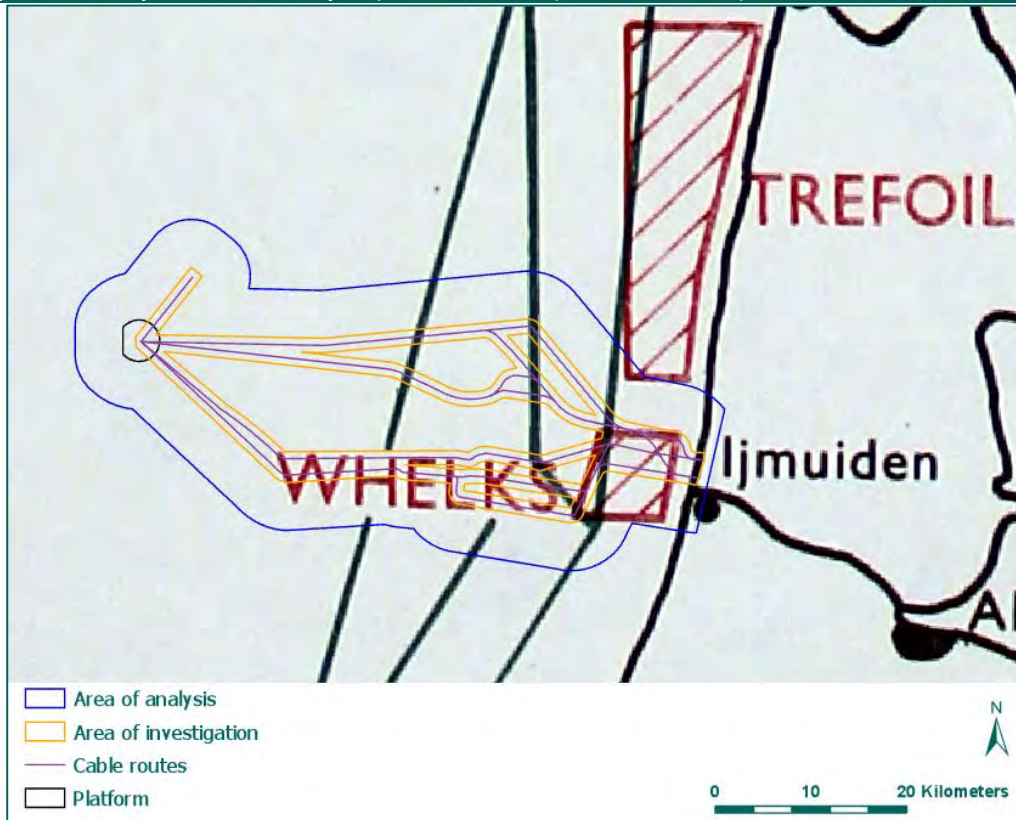 TREFOIL
Ijmuiden
WHELKS
Area of analysis
Area of investigation
Cable routes
Platform
N
0 10 20 Kilometers